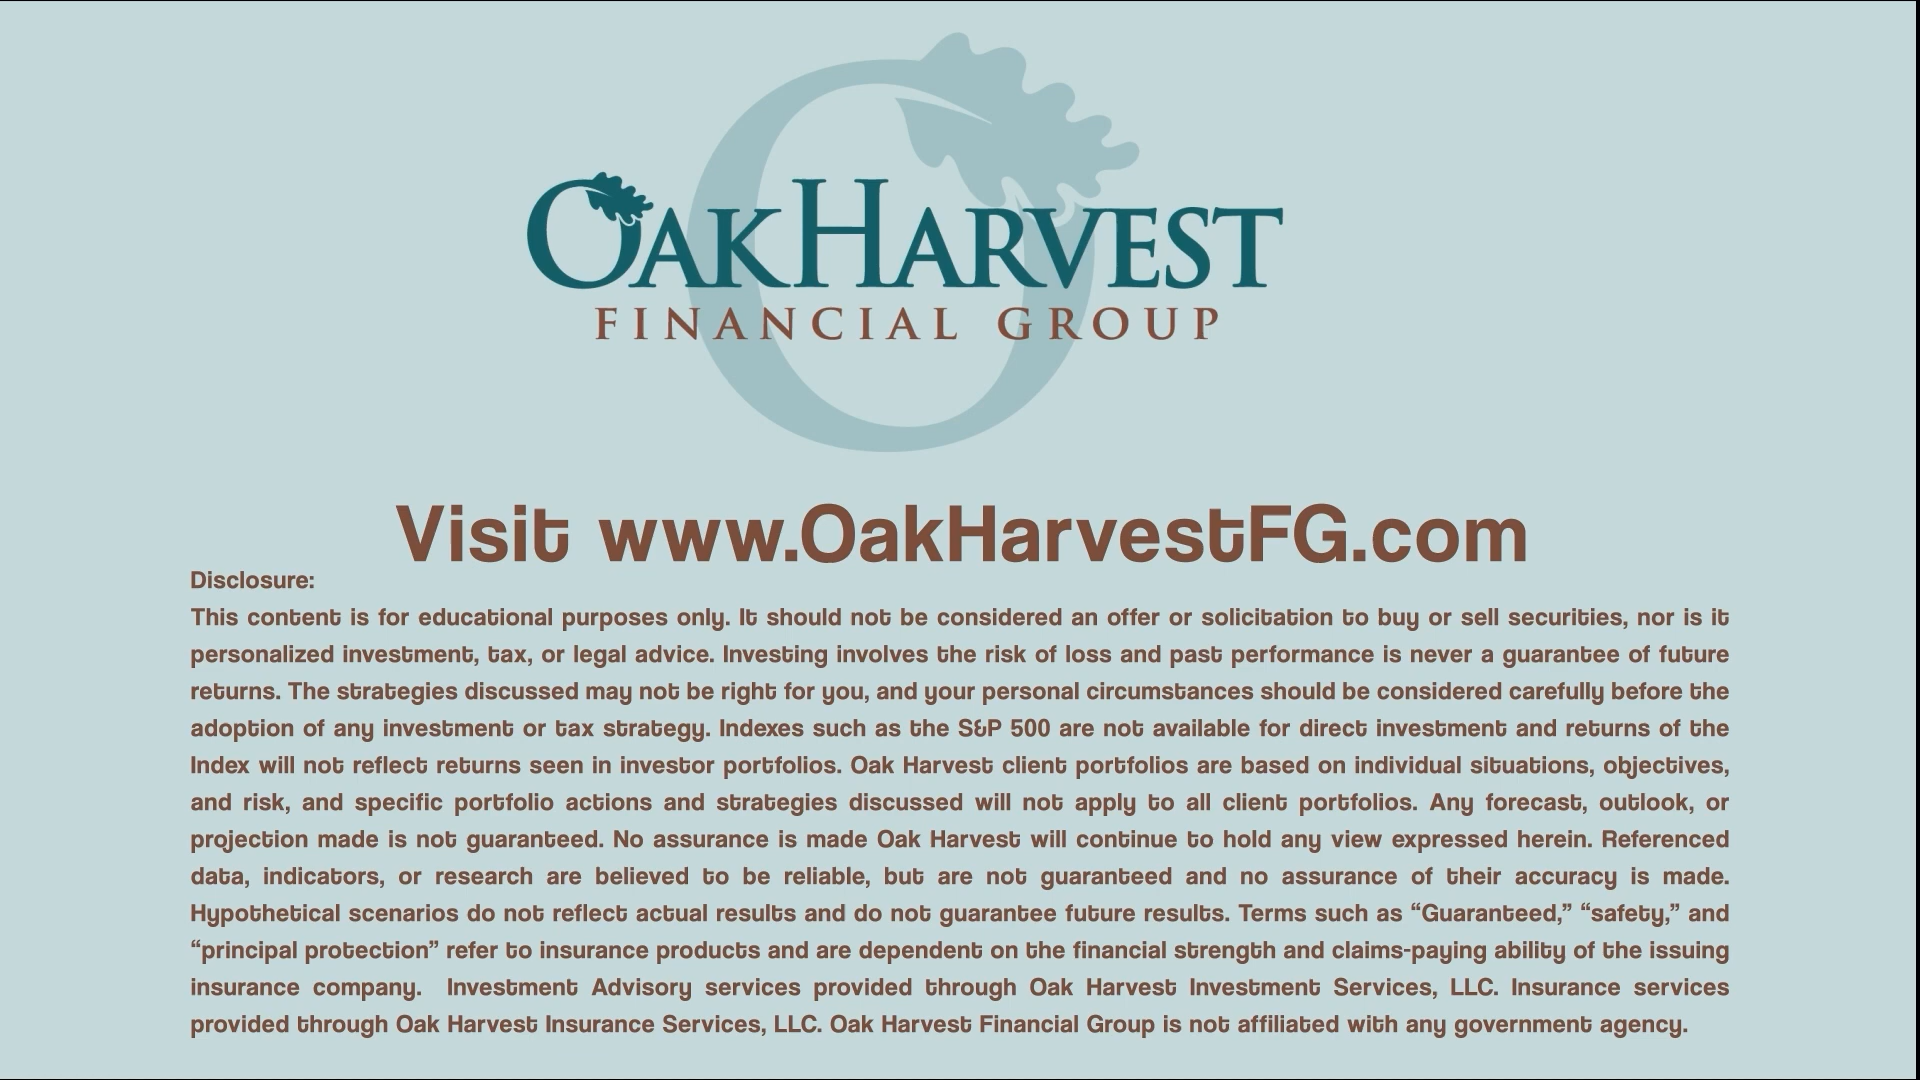 OAKHARVEST
FINANCIAL GROUP
Visit www.OakHarvestFG.com
Disclosure:
This content is for educational purposes only. It should not be considered an offer or solicitation to buy or sell securities, nor is it
personalized investment, tax, or legal advice. Investing involves the risk of loss and past performance is never a guarantee of future
returns. The strategies discussed may not be right for you, and your personal circumstances should be considered carefully before the
adoption of any investment or tax strategy. Indexes such as the S&P 500 are not available for direct investment and returns of the
Index will not reflect returns seen in investor portfolios. Oak Harvest client portfolios are based on individual situations, objectives,
and risk, and specific portfolio actions and strategies discussed will not apply to all client portfolios. Any forecast, outlook, or
projection made is not guaranteed. No assurance is made Oak Harvest will continue to hold any view expressed herein. Referenced
data, indicators, or research are believed to be reliable, but are not guaranteed and no assurance of their accuracy is made.
Hypothetical scenarios do not reflect actual results and do not guarantee future results. Terms such as “Guaranteed,” “safety,” and
“principal protection” refer to insurance products and are dependent on the financial strength and claims-paying ability of the issuing
insurance company.  Investment Advisory services provided through Oak Harvest Investment Services, LLC. Insurance services
provided through Oak Harvest Insurance Services, LLC. Oak Harvest Financial Group is not affiliated with any government agency.